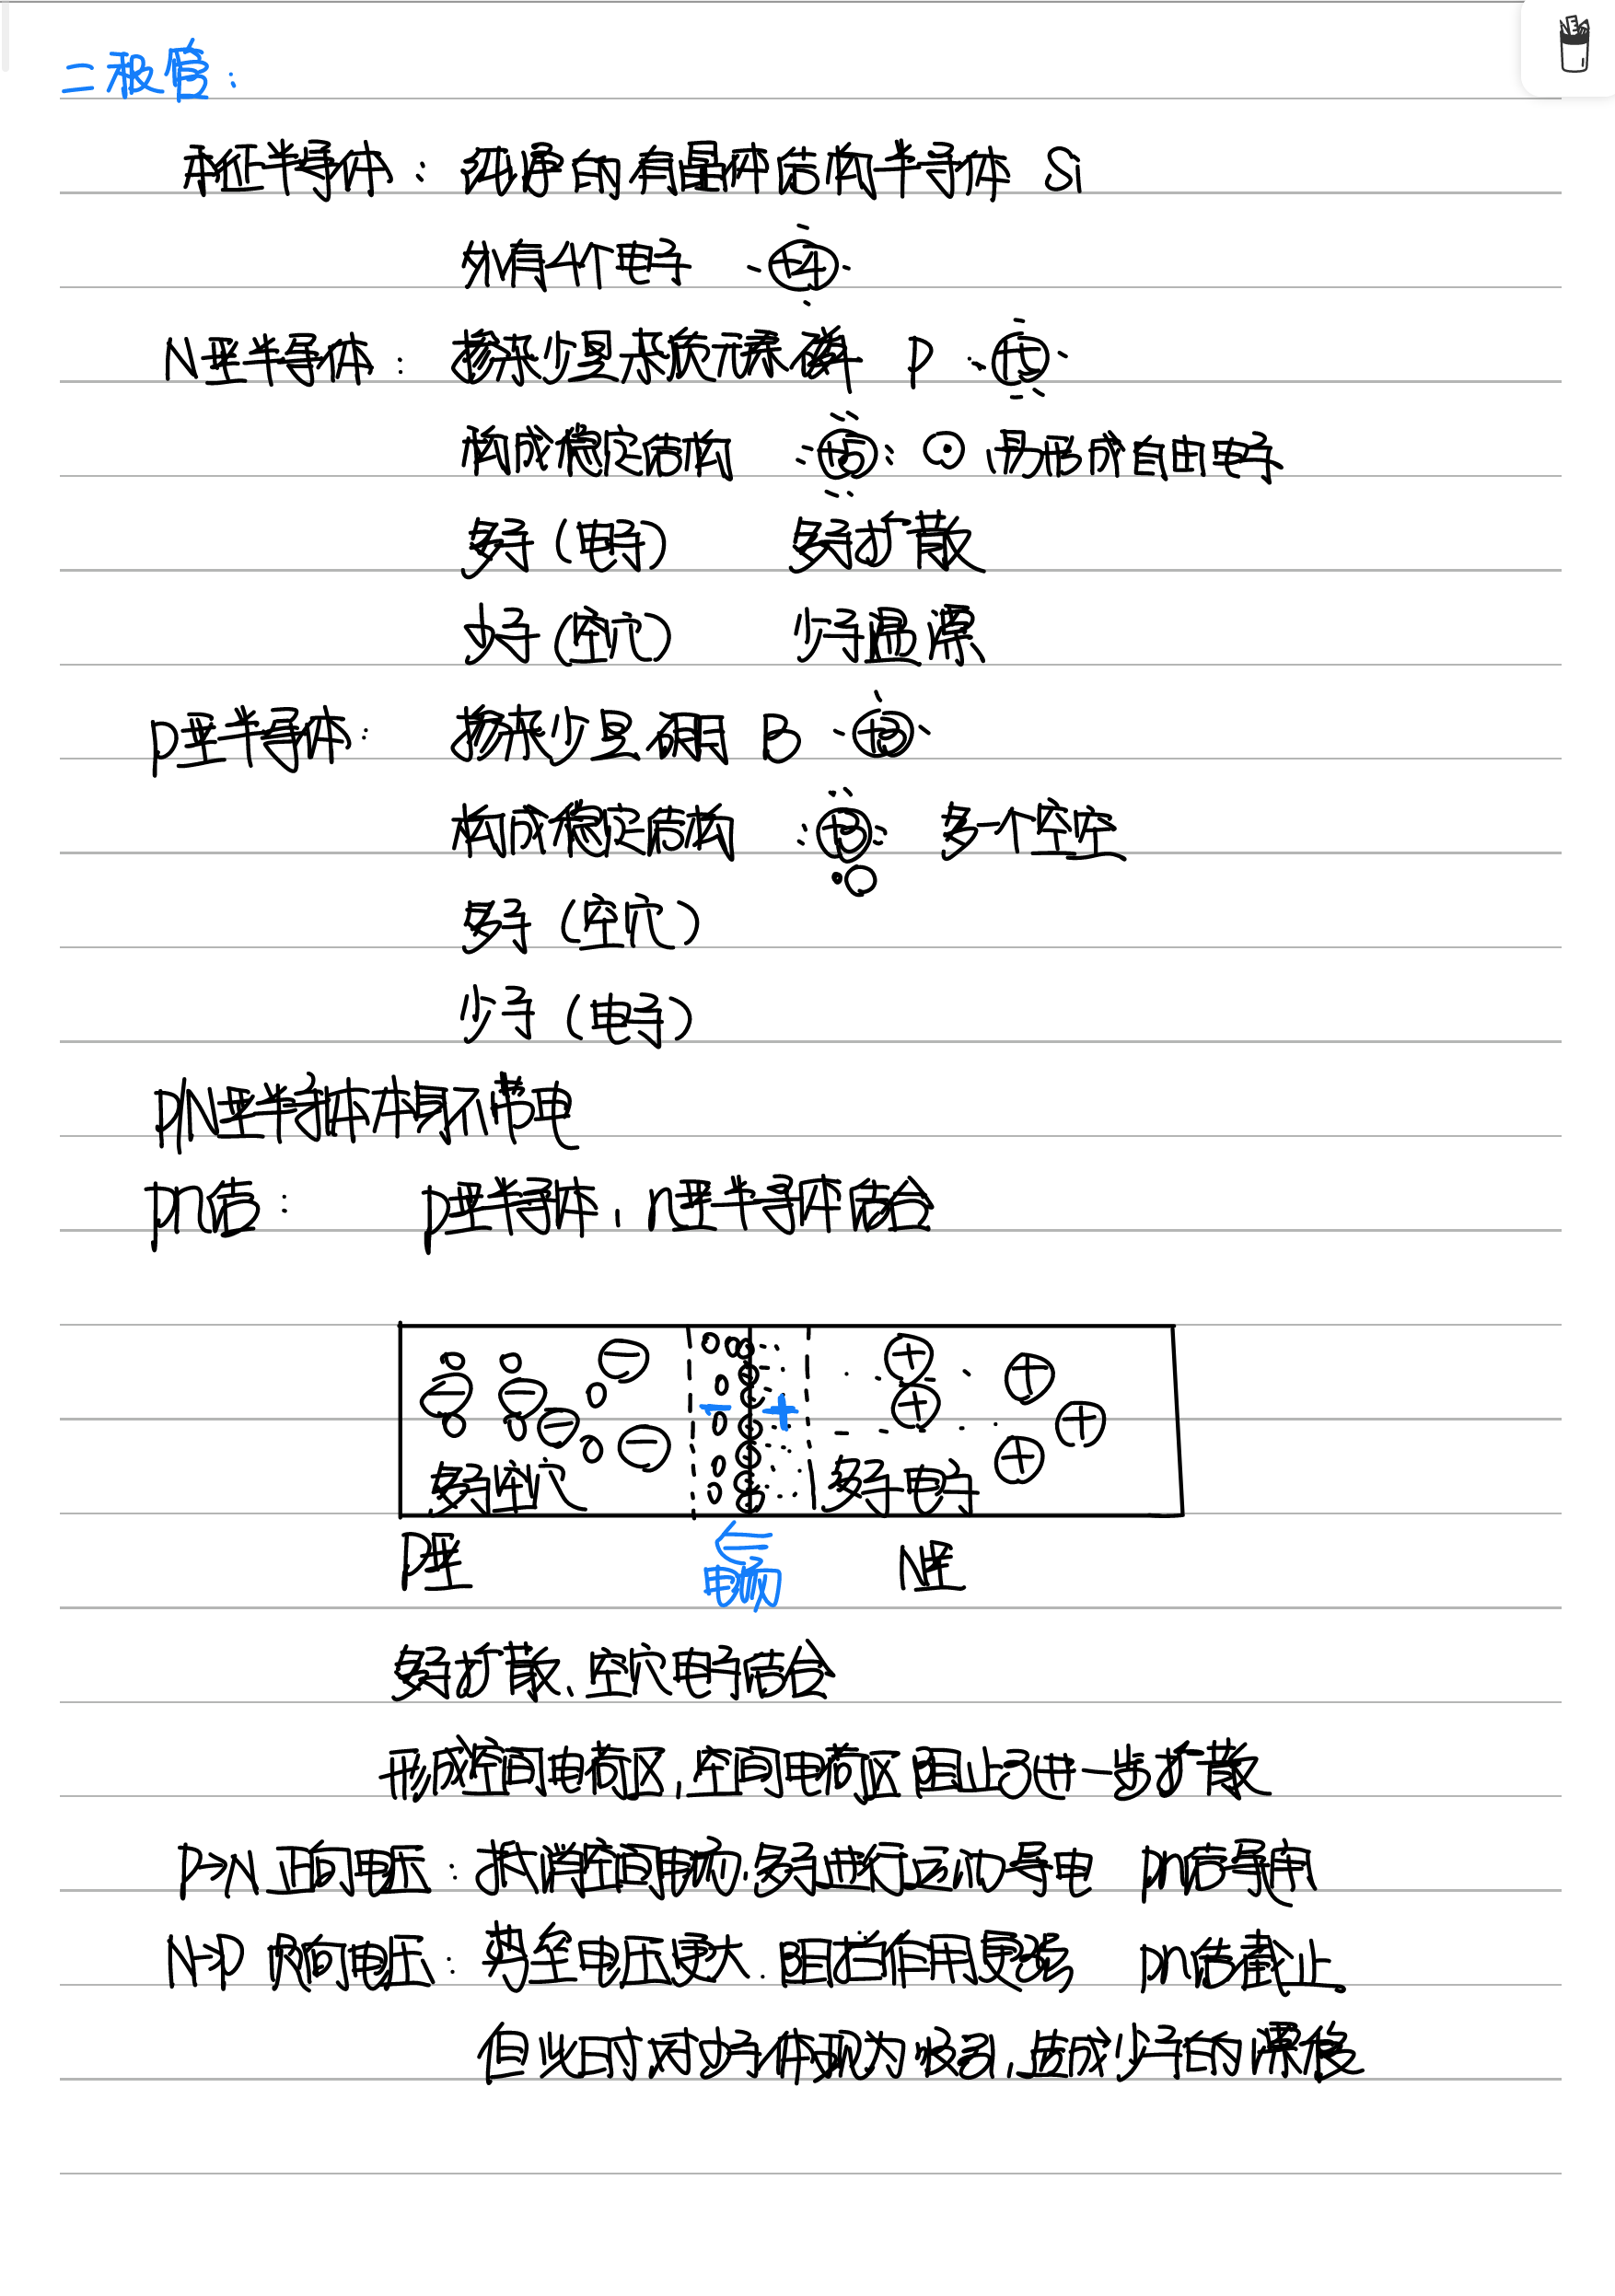 二极管:
本征半导体: 纯净的有晶体结构半导体 Si
外有4个电子 +4
N型半导体: 掺杂少量杂质元素磷 P +5
构成稳定结构 +5 易形成自由电子
多子(电子) 多子扩散
少子(空穴) 少子温漂
P型半导体: 掺杂少量硼 B +3
构成稳定结构 +3 多一个空空
多子(空穴)
少子(电子)
P/N型半导体本身不带电
pn结: p型半导体, n型半导体结合
- +
多子空穴 多子电子
P型 电场 N型
多子扩散、空穴电子结合
形成空间电荷区,空间电荷区阻止了进一步扩散
P→N 正向电压: 抵消空间电荷,多子进行运动导电 pn结导电
N→P 反向电压: 势垒电压更大.阻挡作用更强 pn结截止.
但此时对少子体现为吸引,造成少子的漂移